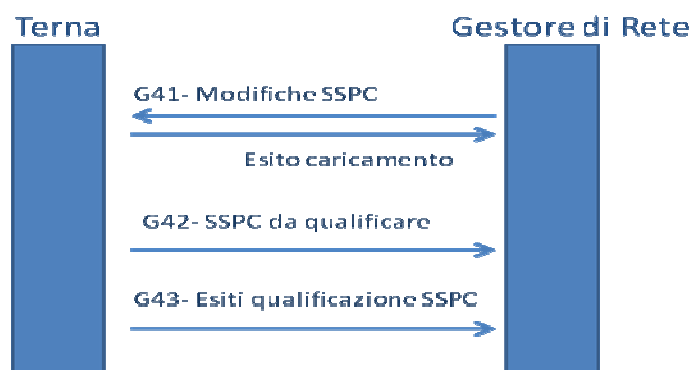 Terna
Gestore di Rete
G41- Modifiche SSPC
Esito caricamento
G42- SSPC da qualificare
G43- Esiti qualificazione SSPC